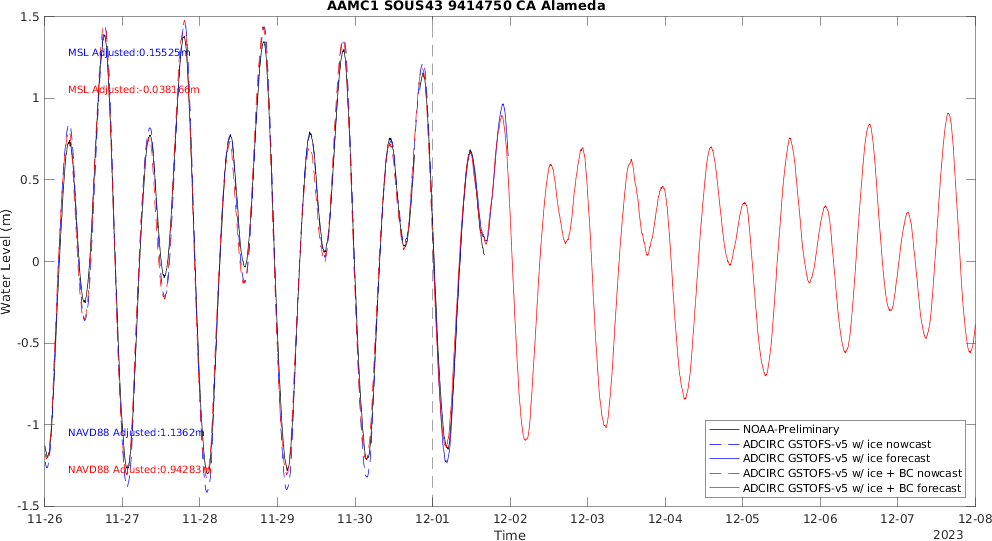 AAMC1 SOUS43 9414750 CA Alameda
1.5
1
0.5
0
-0.5
-1
-1.5
Water Level (m)
MSL Adjusted:0.15525m
MSL Adjusted:-0.038166m
NAVD88 Adjusted:1.1362m
NAVD88 Adjusted:0.94283m
NOAA-Preliminary
ADCIRC GSTOFS-v5 w/ ice nowcast
ADCIRC GSTOFS-v5 w/ ice forecast
ADCIRC GSTOFS-v5 w/ ice + BC nowcast
ADCIRC GSTOFS-v5 w/ ice + BC forecast
11-26 11-27 11-28 11-29 11-30 12-01 12-02 12-03 12-04 12-05 12-06 12-07 12-08
Time
2023